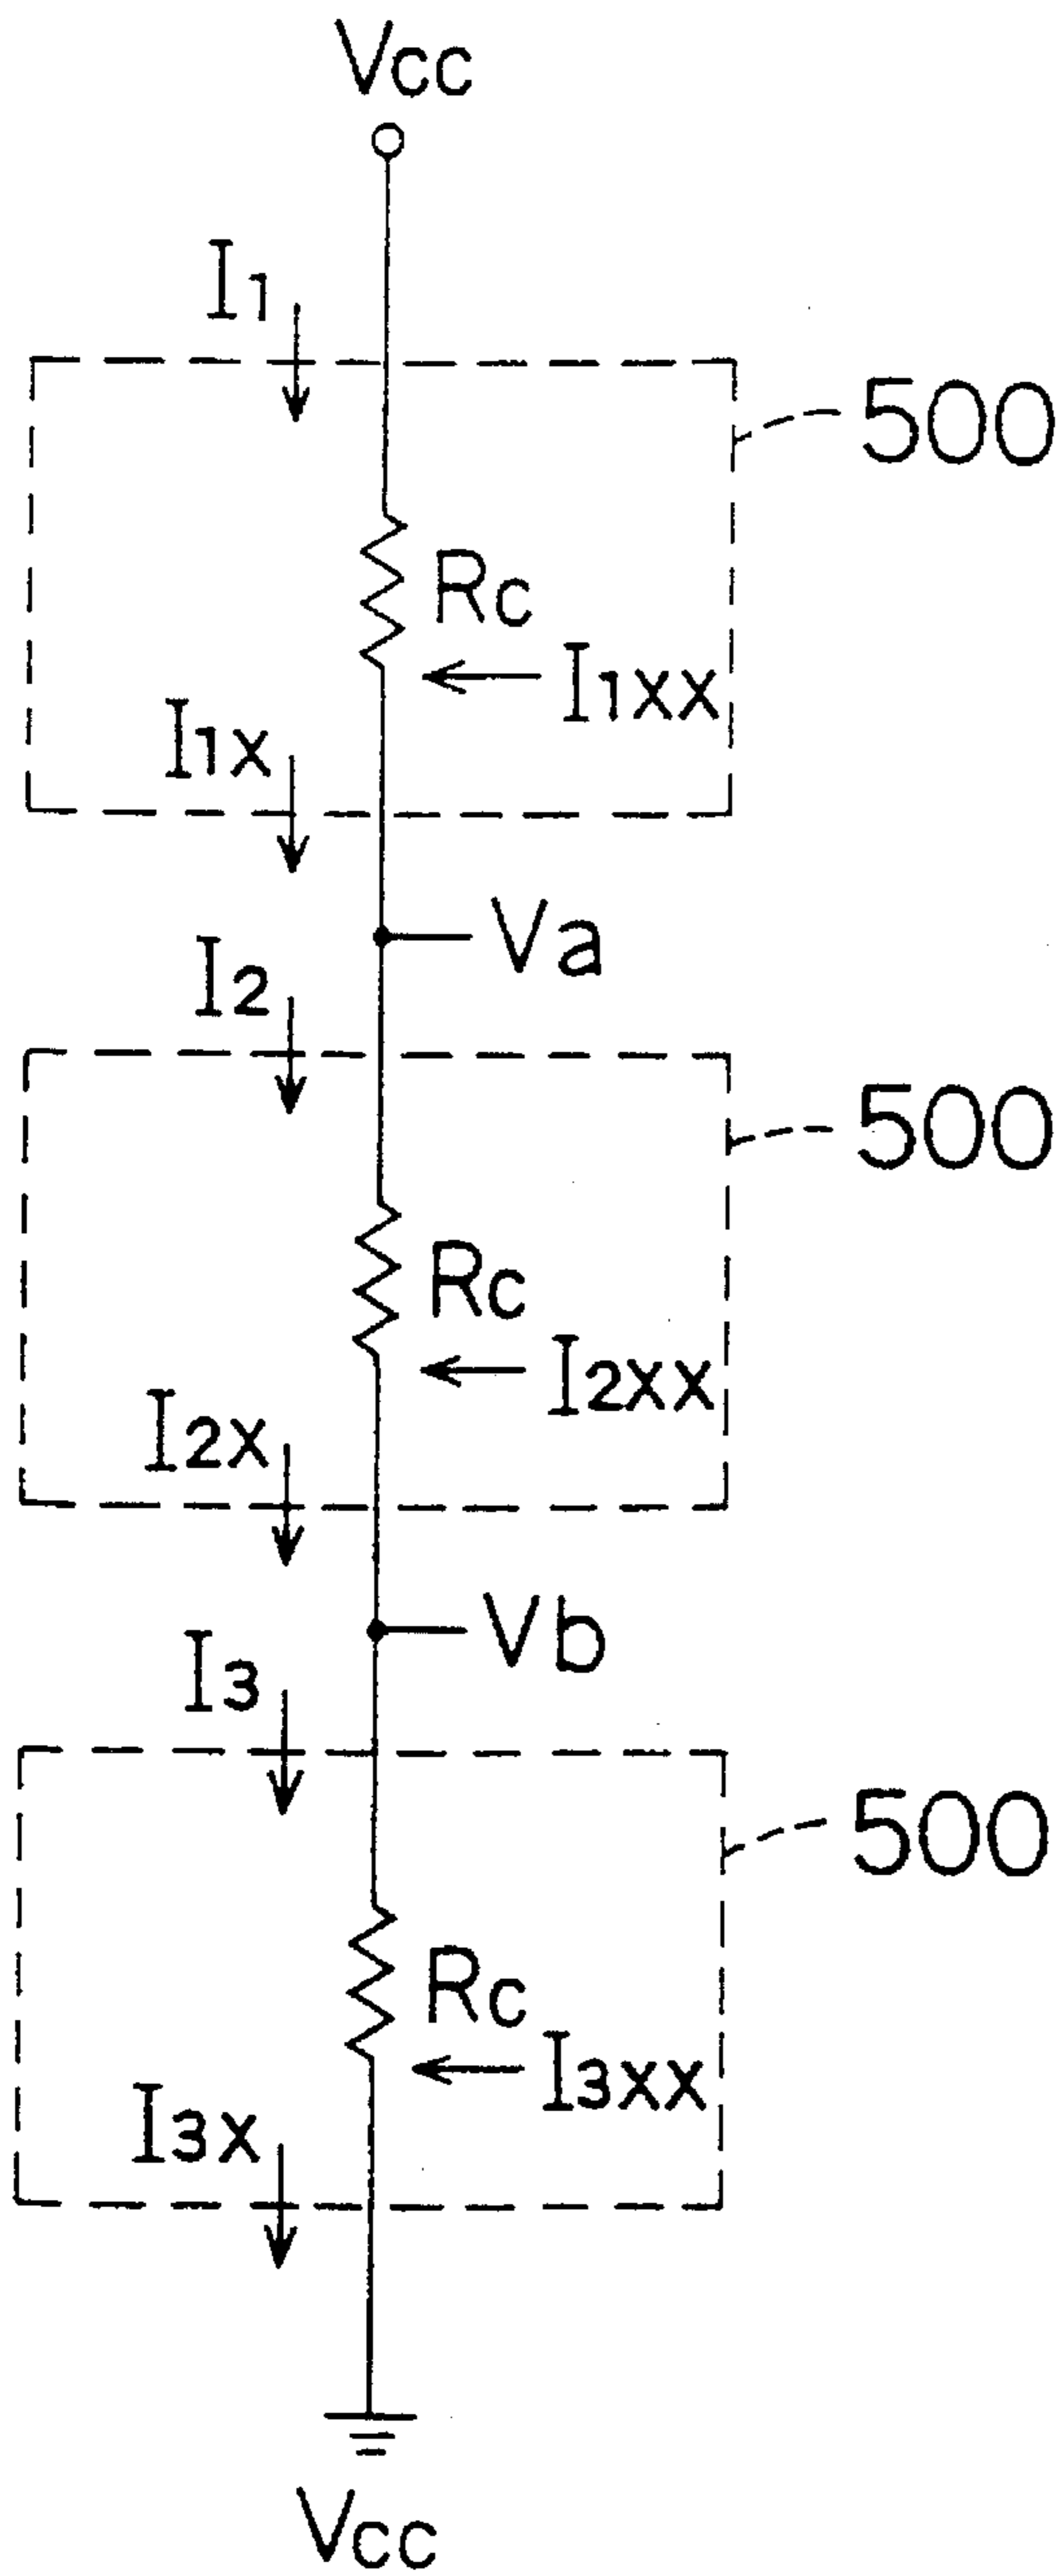 Vcc
I1
500
Rc
I1xx
I1x
Va
I2
500
Rc
I2xx
I2x
Vb
I3
500
Rc
I3xx
I3x
Vcc